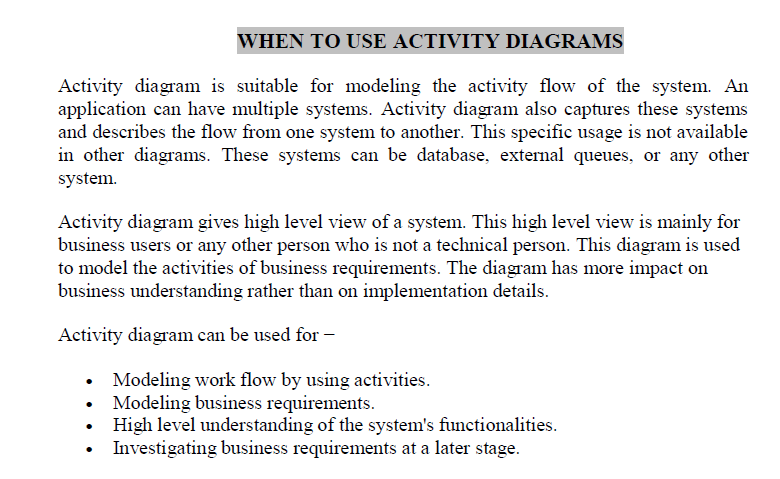 WHEN TO USE ACTIVITY DIAGRAMS
Activity diagram is suitable for modeling the activity flow of the system. An
application can have multiple systems. Activity diagram also captures these systems
and describes the flow from one system to another. This specific usage is not available
in other diagrams. These systems can be database, external queues, or any other
system.
Activity diagram gives high level view of a system. This high level view is mainly for
business users or any other person who is not a technical person. This diagram is used
to model the activities of business requirements. The diagram has more impact on
business understanding rather than on implementation details.
Activity diagram can be used for −
• Modeling work flow by using activities.
• Modeling business requirements.
• High level understanding of the system's functionalities.
• Investigating business requirements at a later stage.